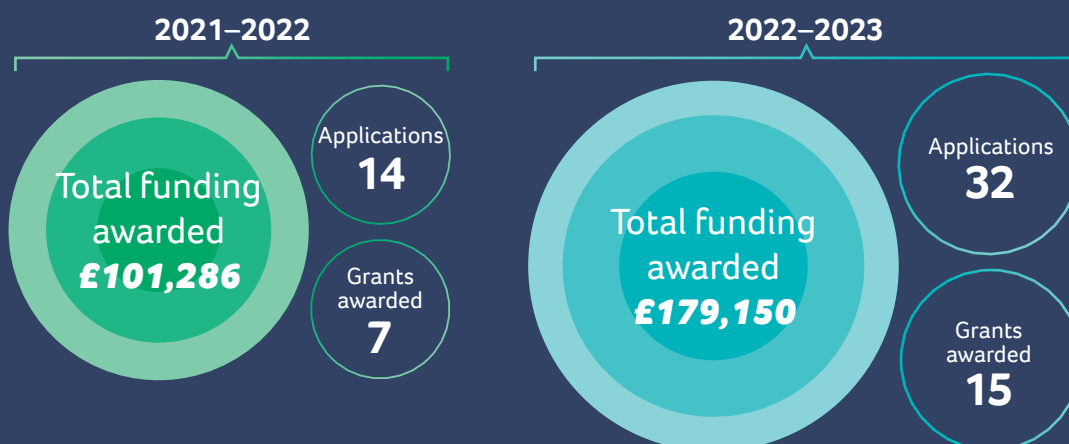 2021–2022
Total funding
awarded
£101,286
Applications
14
Grants
awarded
7
2022–2023
Total funding
awarded
£179,150
Applications
32
Grants
awarded
15